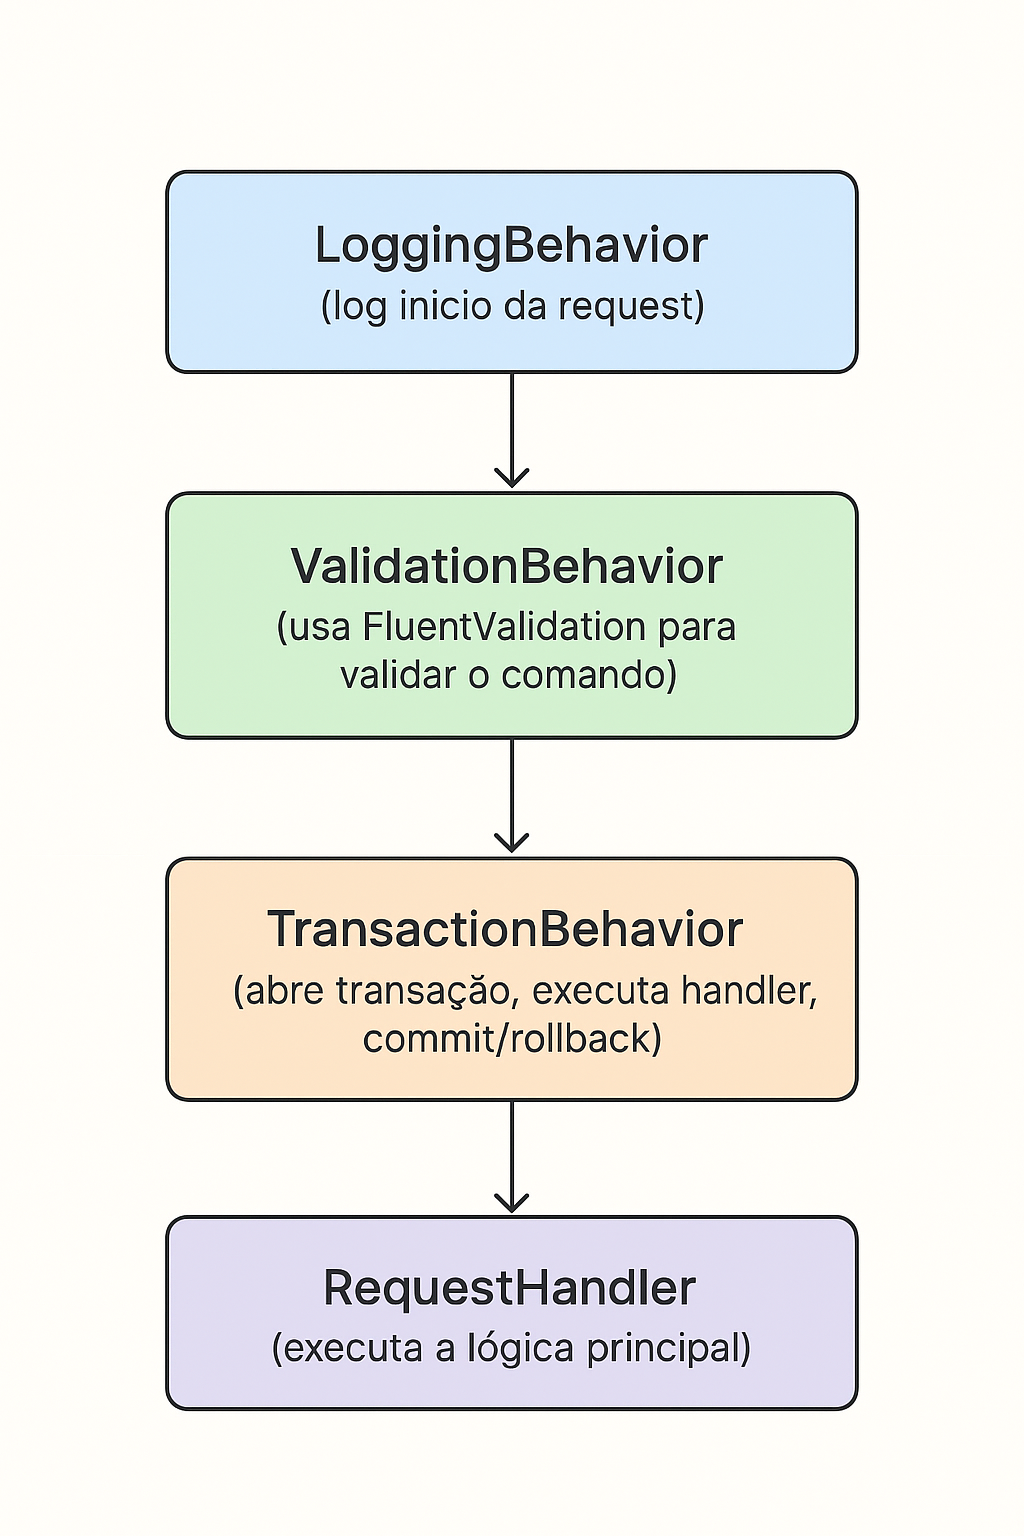 LoggingBehavior
(log inicio da request)
ValidationBehavior
(usa FluentValidation para
validar o comando)
TransactionBehavior
(abre transaçăo, executa handler,
commit/rollback)
RequestHandler
(executa a lógica principal)